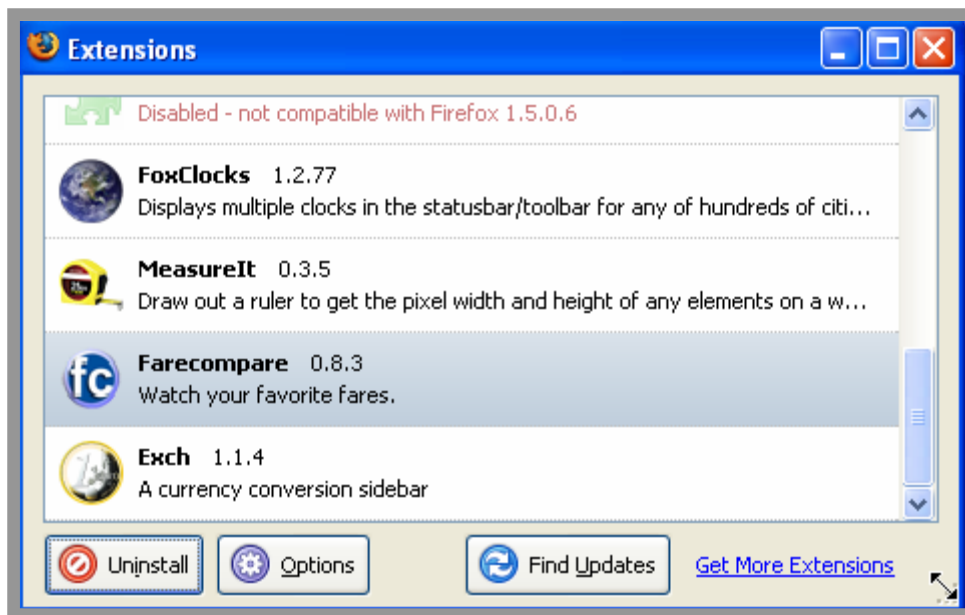 Extensions
Disabled - not compatible with Firefox 1.5.0.6
FoxClocks 1.2.77
Displays multiple clocks in the statusbar/toolbar for any of hundreds of citi...
MeasureIt 0.3.5
Draw out a ruler to get the pixel width and height of any elements on a w...
fc
Farecompare 0.8.3
Watch your favorite fares.
Exch 1.1.4
A currency conversion sidebar
Uninstall Options Find Updates Get More Extensions